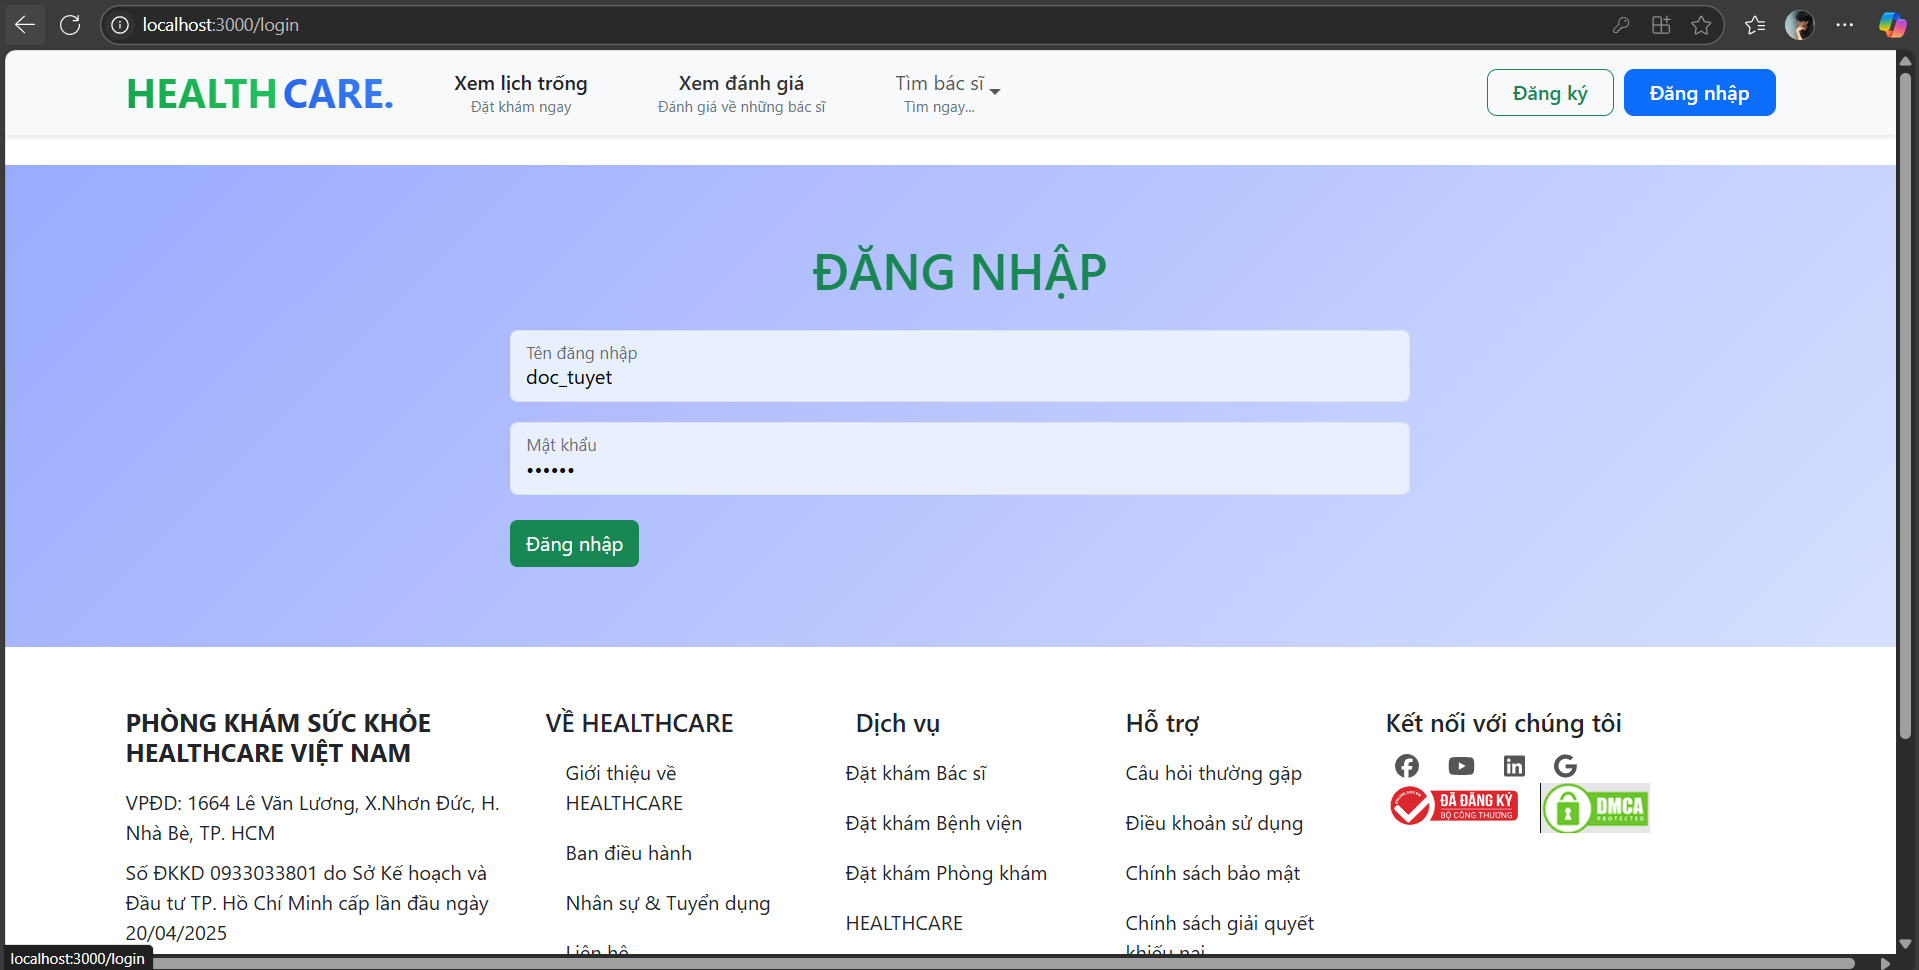 localhost:3000/login
HEALTH CARE.
Xem lịch trống
Đặt khám ngay
Xem đánh giá
Đánh giá về những bác sĩ
Tìm bác sĩ
Tìm ngay...
Đăng ký
Đăng nhập
ĐĂNG NHẬP
Tên đăng nhập
doc_tuyet
Mật khẩu
••••••
Đăng nhập
PHÒNG KHÁM SỨC KHỎE
HEALTHCARE VIỆT NAM
VPĐD: 1664 Lê Văn Lương, X.Nhơn Đức, H.
Nhà Bè, TP. HCM
Số ĐKKD 0933033801 do Sở Kế hoạch và
Đầu tư TP. Hồ Chí Minh cấp lần đầu ngày
20/04/2025
VỀ HEALTHCARE
Giới thiệu về
HEALTHCARE
Ban điều hành
Nhân sự & Tuyển dụng
Liên hệ
Dịch vụ
Đặt khám Bác sĩ
Đặt khám Bệnh viện
Đặt khám Phòng khám
HEALTHCARE
Hỗ trợ
Câu hỏi thường gặp
Điều khoản sử dụng
Chính sách bảo mật
Chính sách giải quyết
khiếu nại
Kết nối với chúng tôi
ĐÃ ĐĂNG KÝ
BỘ CÔNG THƯƠNG
DMCA
PROTECTED
localhost:3000/login